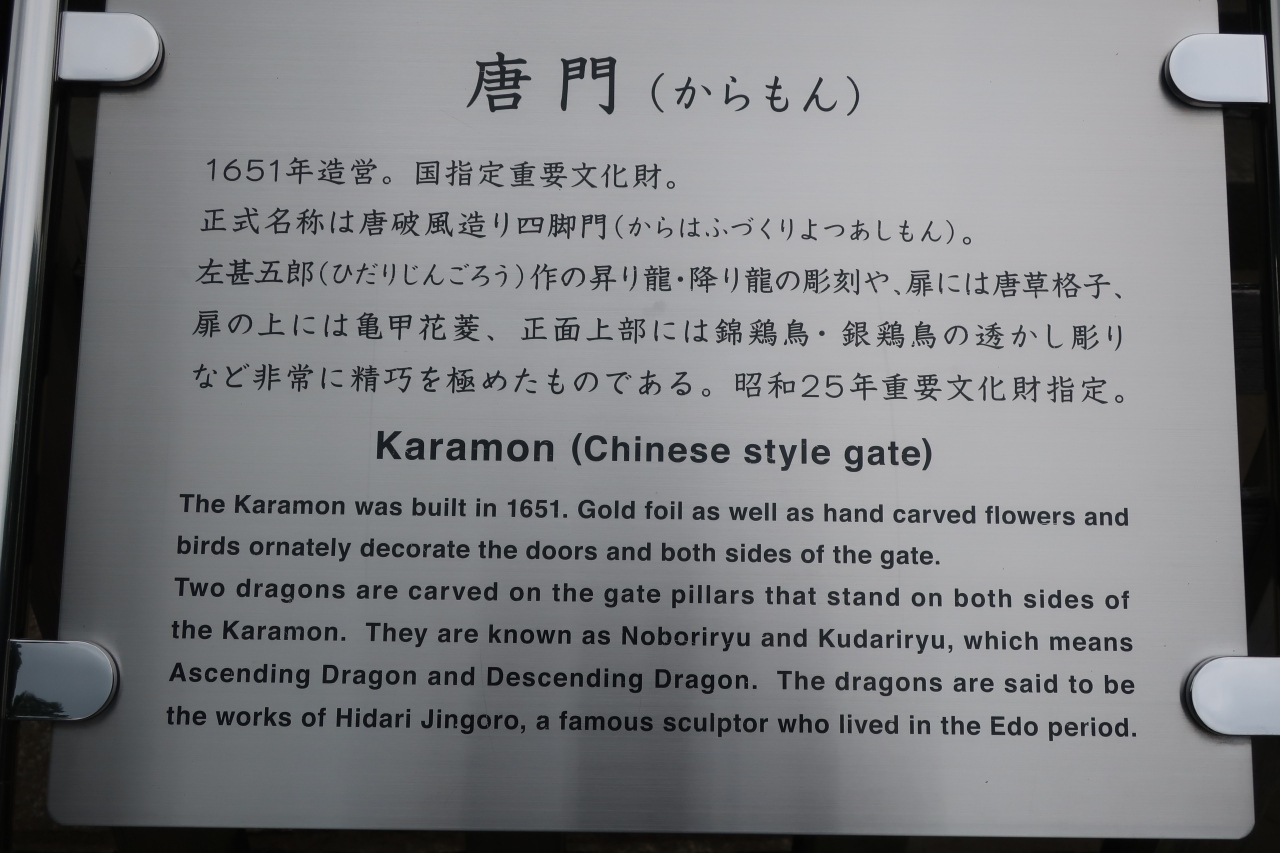 唐門（からもん）
1651年造営。国指定重要文化財。
正式名称は唐破風造り四脚門（からはふづくりよつあしもん）。
左甚五郎（ひだりじんごろう）作の昇り龍・降り龍の彫刻や、扉には唐草格子、
扉の上には亀甲花菱、正面上部には錦鶏鳥・銀鶏鳥の透かし彫り
など非常に精巧を極めたものである。昭和25年重要文化財指定。
Karamon (Chinese style gate)
The Karamon was built in 1651. Gold foil as well as hand carved flowers and
birds ornately decorate the doors and both sides of the gate.
Two dragons are carved on the gate pillars that stand on both sides of
the Karamon. They are known as Noboriryu and Kudariryu, which means
Ascending Dragon and Descending Dragon. The dragons are said to be
the works of Hidari Jingoro, a famous sculptor who lived in the Edo period.